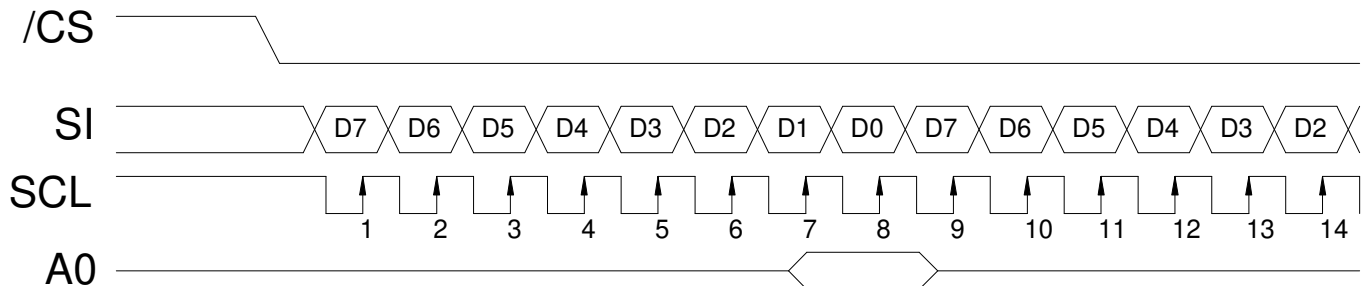 /CS
SI D7 D6 D5 D4 D3 D2 D1 D0 D7 D6 D5 D4 D3 D2
SCL
1 2 3 4 5 6 7 8 9 10 11 12 13 14
A0